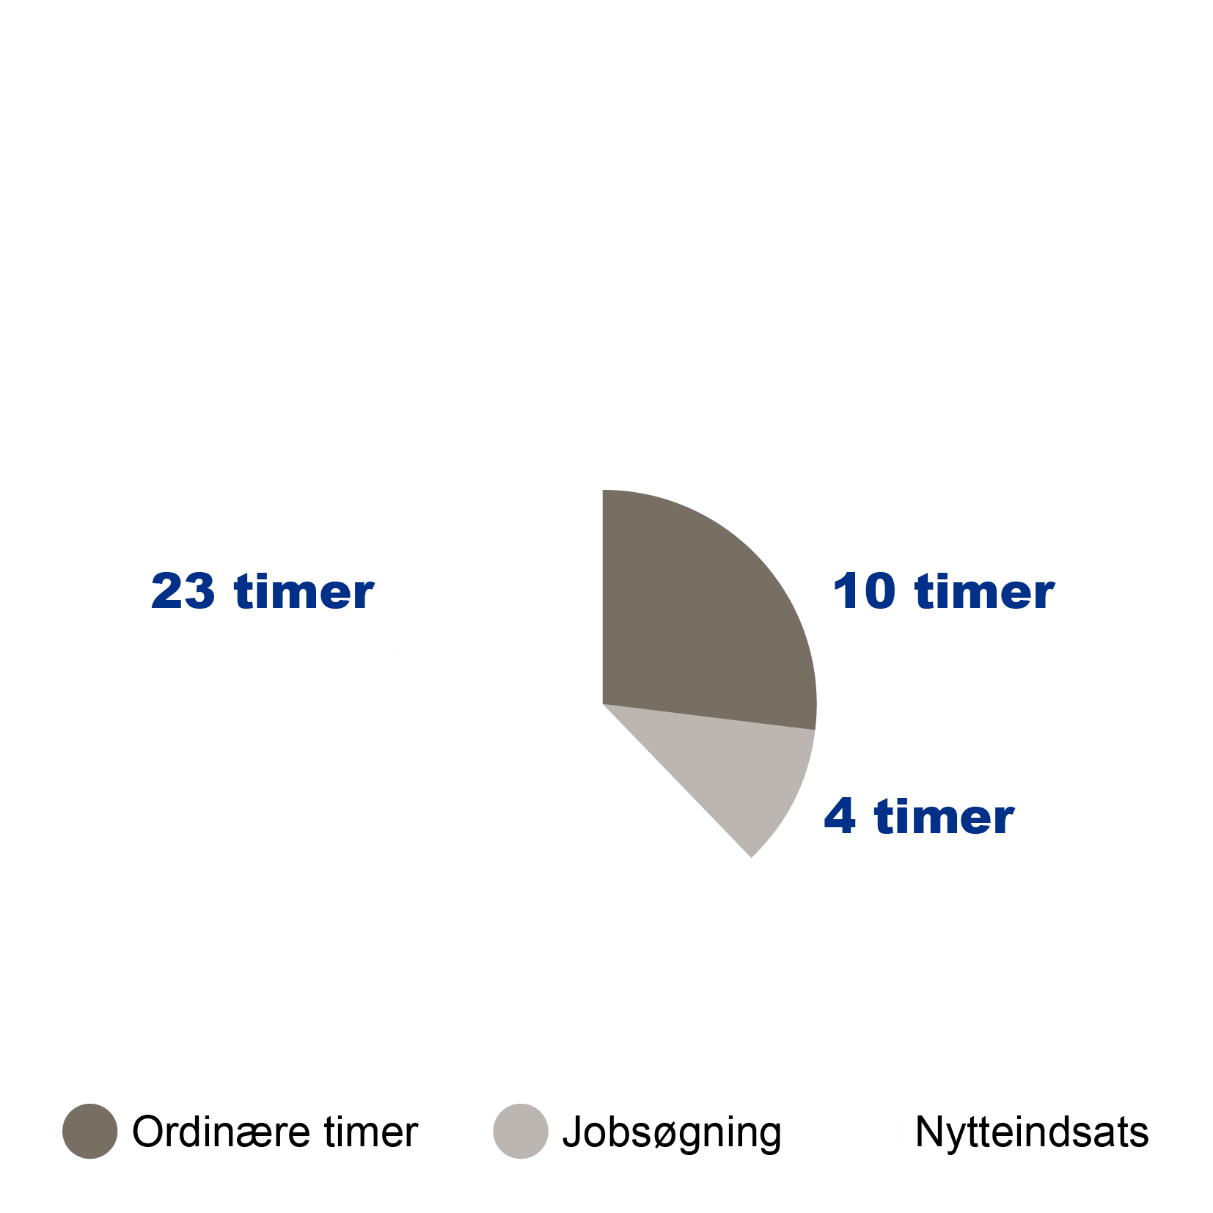 23 timer
10 timer
4 timer
Ordinære timer
Jobsøgning
Nytteindsats